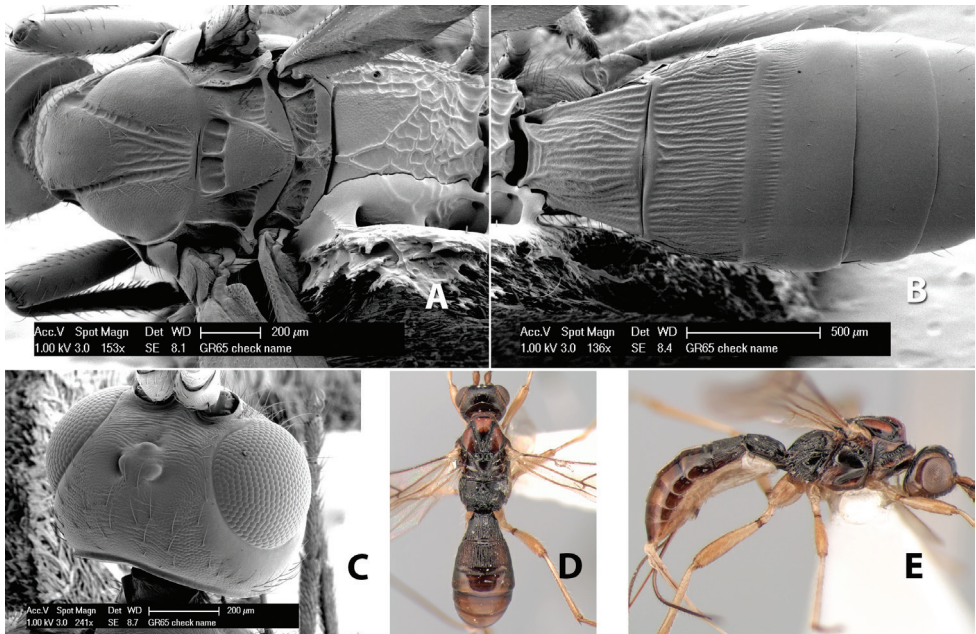 A
B
Acc.V Spot Magn Det WD 200 µm
1.00 kV 3.0 153x SE 8.1 GR65 check name
Acc.V Spot Magn Det WD 500 µm
1.00 kV 3.0 136x SE 8.4 GR65 check name
C
D
E
Acc.V Spot Magn Det WD 200 µm
1.00 kV 3.0 241x SE 8.7 GR65 check name